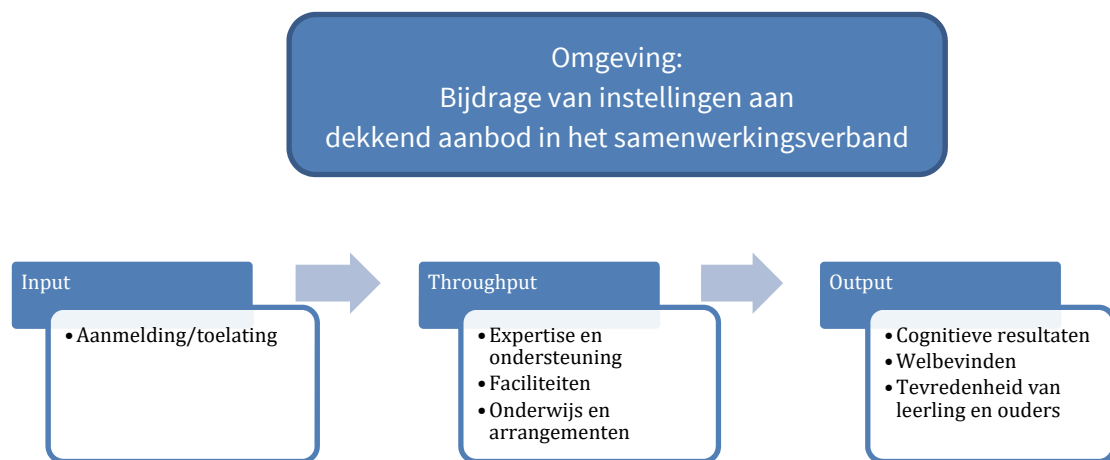 Omgeving:
Bijdrage van instellingen aan
dekkend aanbod in het samenwerkingsverband
Input
• Aanmelding/toelating
Throughput
• Expertise en
ondersteuning
• Faciliteiten
• Onderwijs en
arrangementen
Output
• Cognitieve resultaten
• Welbevinden
• Tevredenheid van
leerling en ouders